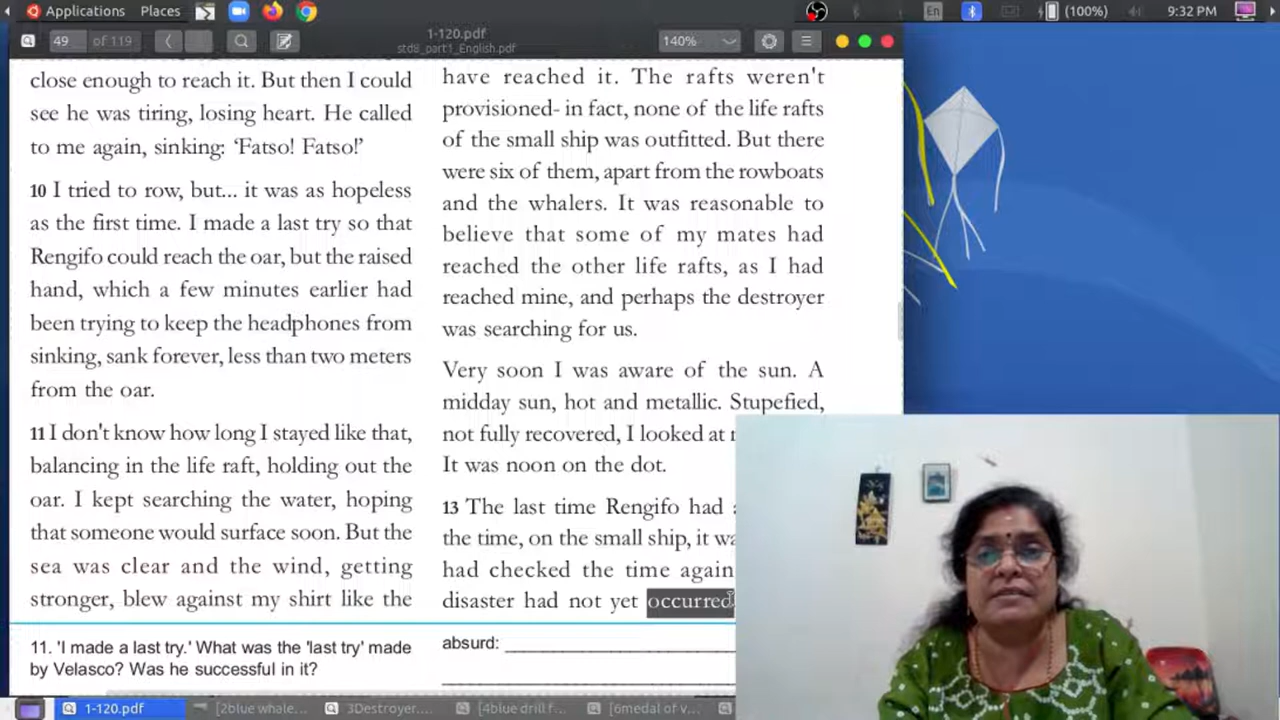 Applications Places En (100%) 9:32 PM
49 of 119
1-120.pdf
std8_part1_English.pdf
140%
close enough to reach it. But then I could
see he was tiring, losing heart. He called
to me again, sinking: 'Fatso! Fatso!'
10 I tried to row, but... it was as hopeless
as the first time. I made a last try so that
Rengifo could reach the oar, but the raised
hand, which a few minutes earlier had
been trying to keep the headphones from
sinking, sank forever, less than two meters
from the oar.
11 I don't know how long I stayed like that,
balancing in the life raft, holding out the
oar. I kept searching the water, hoping
that someone would surface soon. But the
sea was clear and the wind, getting
stronger, blew against my shirt like the
11. 'I made a last try.' What was the 'last try' made
by Velasco? Was he successful in it?
have reached it. The rafts weren't
provisioned- in fact, none of the life rafts
of the small ship was outfitted. But there
were six of them, apart from the rowboats
and the whalers. It was reasonable to
believe that some of my mates had
reached the other life rafts, as I had
reached mine, and perhaps the destroyer
was searching for us.
Very soon I was aware of the sun. A
midday sun, hot and metallic. Stupefied,
not fully recovered, I looked at
It was noon on the dot.
13 The last time Rengifo had
the time, on the small ship, it
had checked the time again
disaster had not yet occurred
absurd:
1-120.pdf [2blue whale... 3Destroyer.... [4blue drill f... [6medal of v...